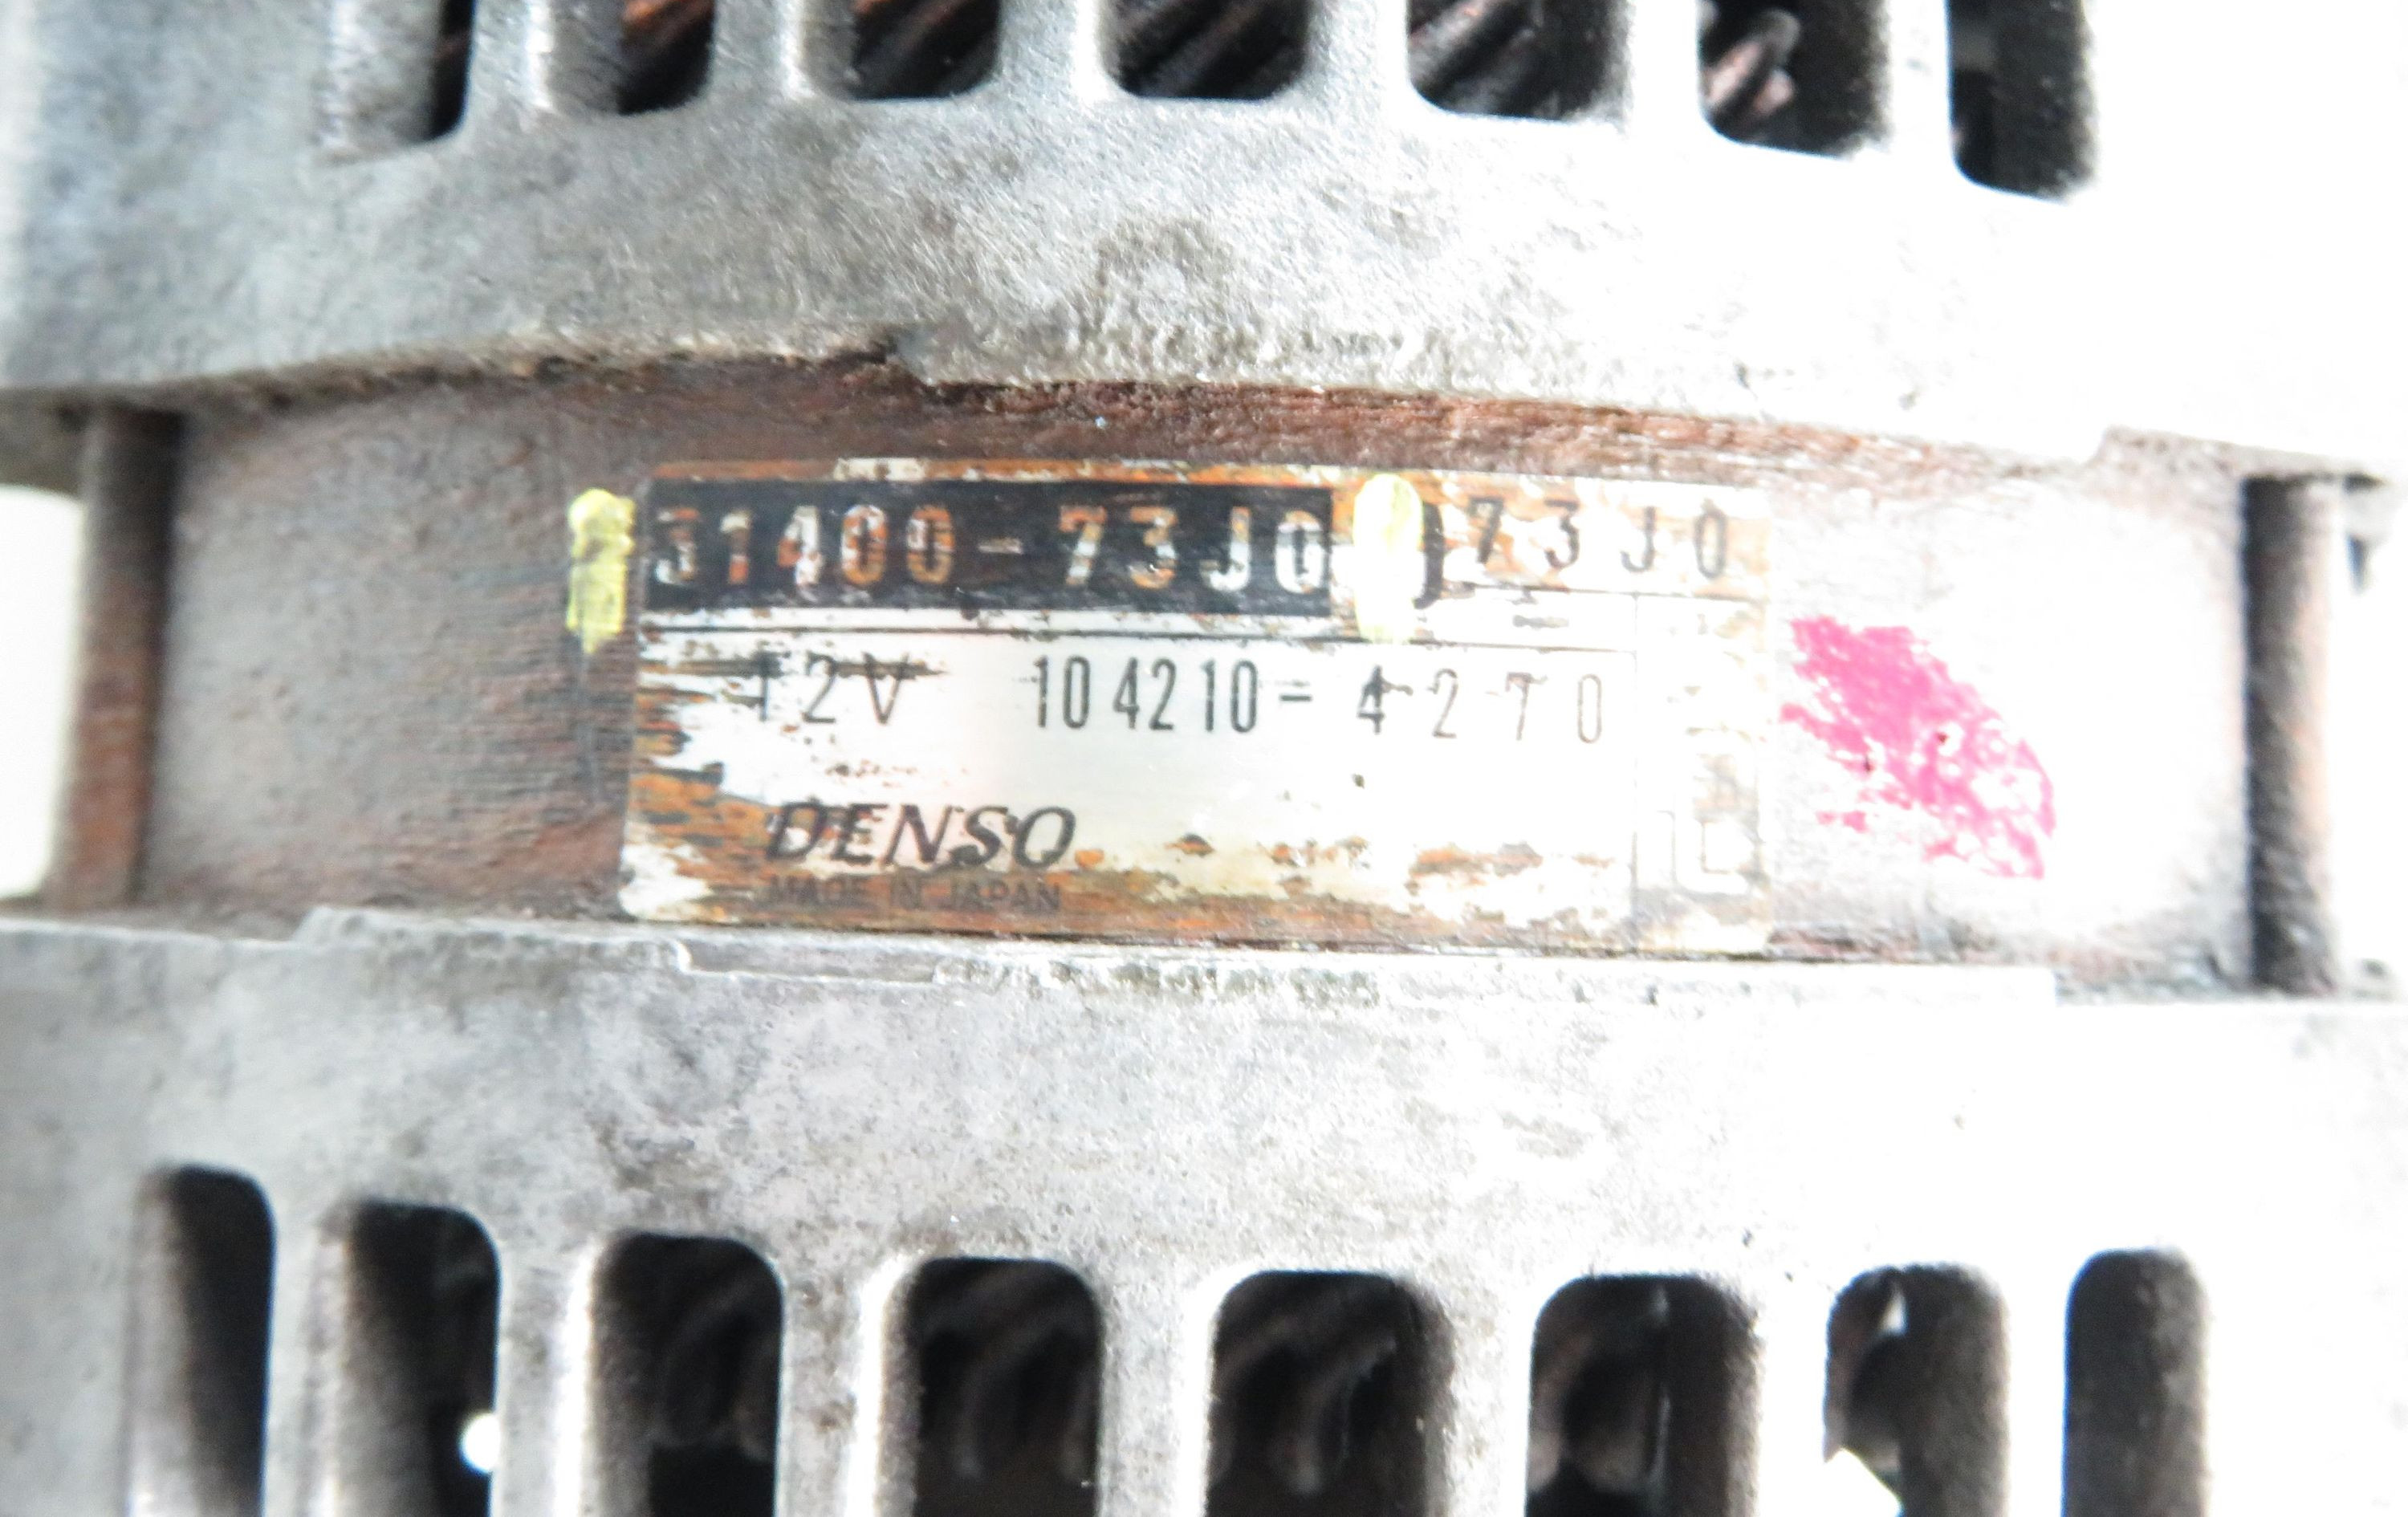 31400-73J0 73J0
12V 104210-4270
DENSO
MADE IN JAPAN